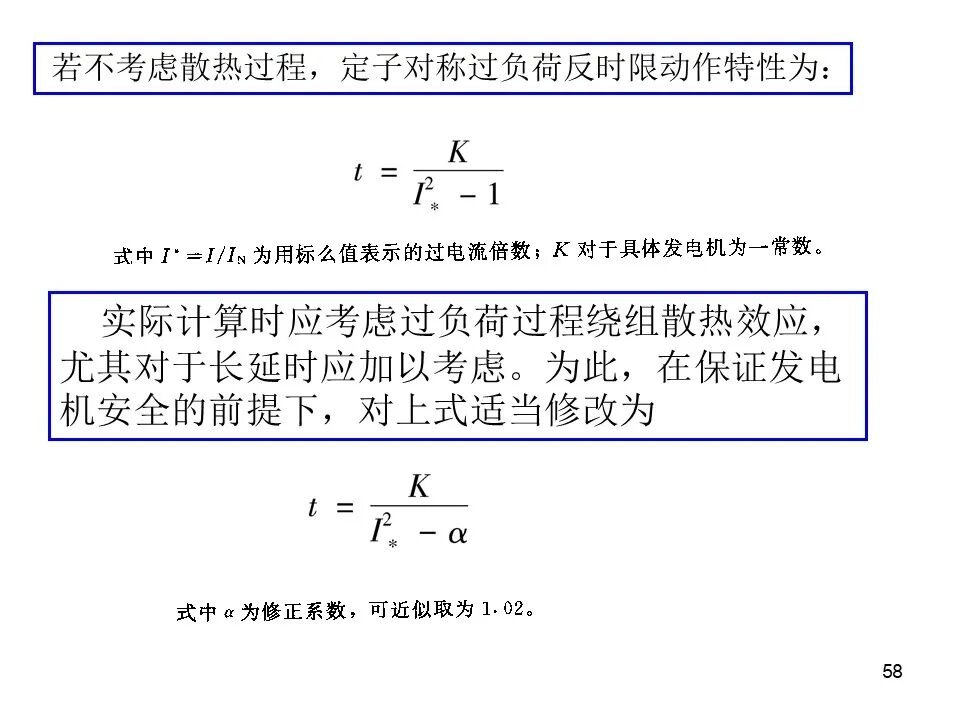 若不考虑散热过程，定子对称过负荷反时限动作特性为：
t = K / (I*² − 1)
式中 I* = I/I_N 为用标么值表示的过电流倍数；K 对于具体发电机为一常数。
实际计算时应考虑过负荷过程绕组散热效应，
尤其对于长延时应加以考虑。为此，在保证发电
机安全的前提下，对上式适当修改为
t = K / (I*² − α)
式中 α 为修正系数，可近似取为 1.02。
58